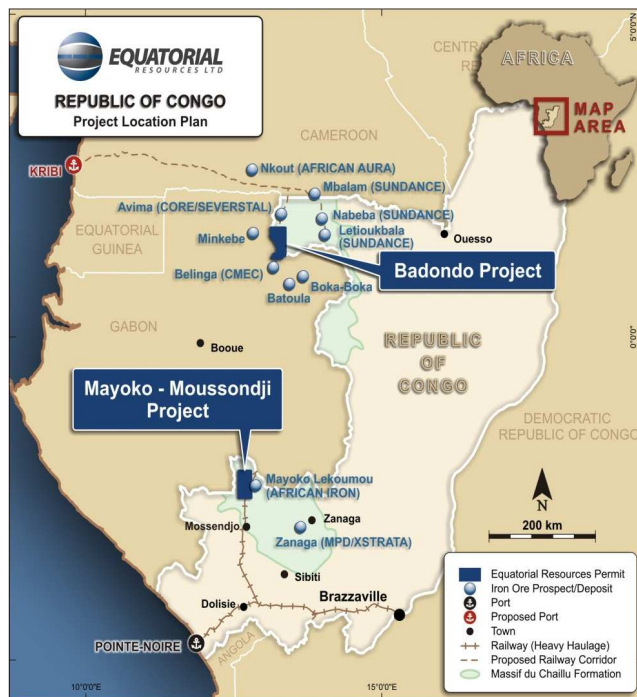 EQUATORIAL
RESOURCES LTD
REPUBLIC OF CONGO
Project Location Plan
AFRICA
MAP
AREA
5°0'0"N
CAMEROON
KRIBI
Nkout (AFRICAN AURA)
Mbalam (SUNDANCE)
Avima (CORE/SEVERSTAL)
Nabeba (SUNDANCE)
EQUATORIAL
GUINEA
Minkebe
Letioukbala
(SUNDANCE)
Ouesso
Belinga (CMEC)
Badondo Project
Boka-Boka
Batoula
GABON
Booue
REPUBLIC
OF
CONGO
0°0'0"
Mayoko - Moussondji
Project
DEMOCRATIC
REPUBLIC OF CONGO
Mayoko Lekoumou
(AFRICAN IRON)
N
Mossendjo
Zanaga
200 km
Zanaga (MPD/XSTRATA)
Sibiti
Brazzaville
Dolisie
POINTE-NOIRE
ANGOLA
Equatorial Resources Permit
Iron Ore Prospect/Deposit
Port
Proposed Port
Town
Railway (Heavy Haulage)
Proposed Railway Corridor
Massif du Chaillu Formation
10°0'0"E
15°0'0"E